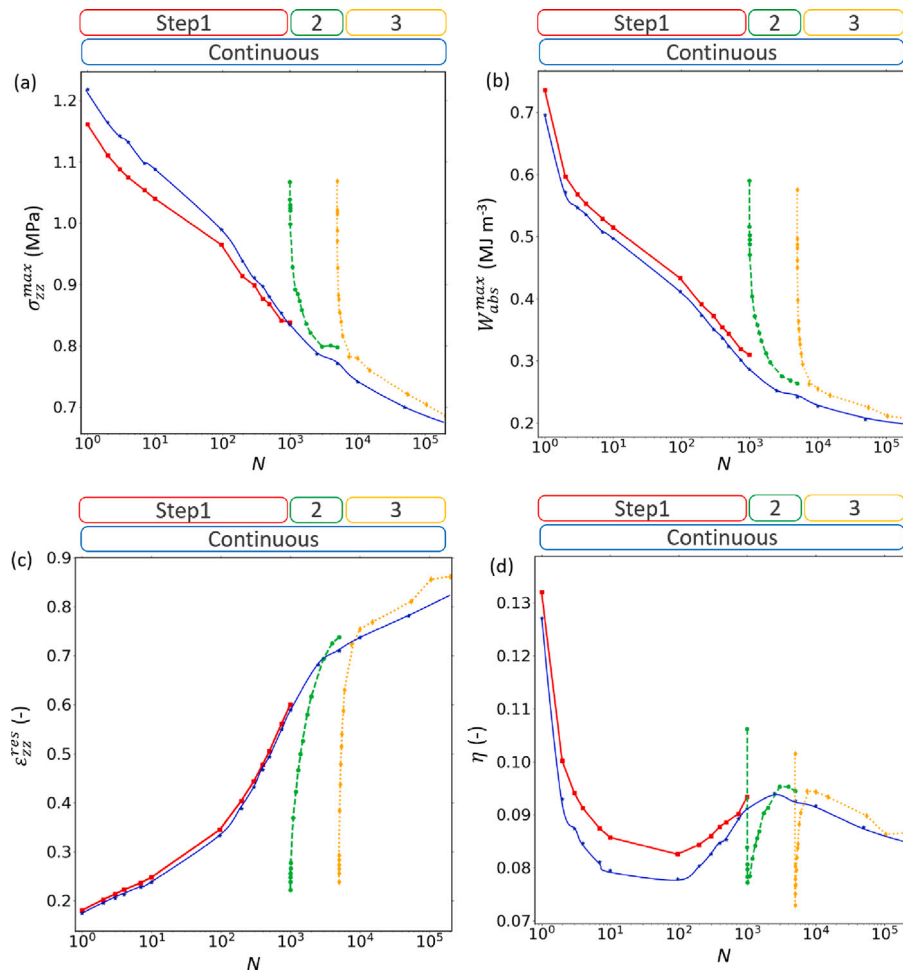 Step1 2 3
Continuous
(a)
σzz^max (MPa)
1.2
1.1
1.0
0.9
0.8
0.7
10^0 10^1 10^2 10^3 10^4 10^5
N
Step1 2 3
Continuous
(b)
W_abs^max (MJ m^-3)
0.7
0.6
0.5
0.4
0.3
0.2
10^0 10^1 10^2 10^3 10^4 10^5
N
Step1 2 3
Continuous
(c)
εzz^res (-)
0.9
0.8
0.7
0.6
0.5
0.4
0.3
0.2
10^0 10^1 10^2 10^3 10^4 10^5
N
Step1 2 3
Continuous
(d)
η (-)
0.13
0.12
0.11
0.10
0.09
0.08
0.07
10^0 10^1 10^2 10^3 10^4 10^5
N